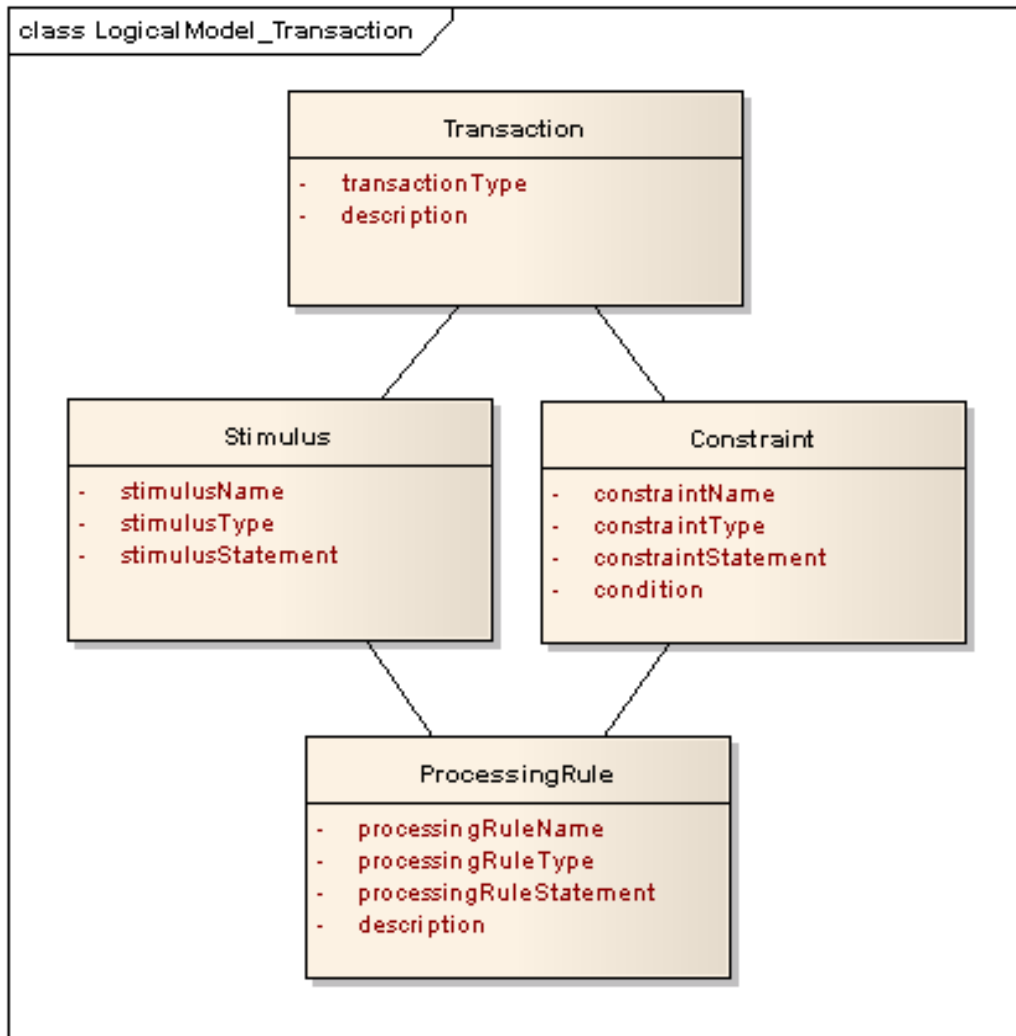 class LogicalModel_Transaction
Transaction
- transactionType
- description
Stimulus
- stimulusName
- stimulusType
- stimulusStatement
Constraint
- constraintName
- constraintType
- constraintStatement
- condition
ProcessingRule
- processingRuleName
- processingRuleType
- processingRuleStatement
- description